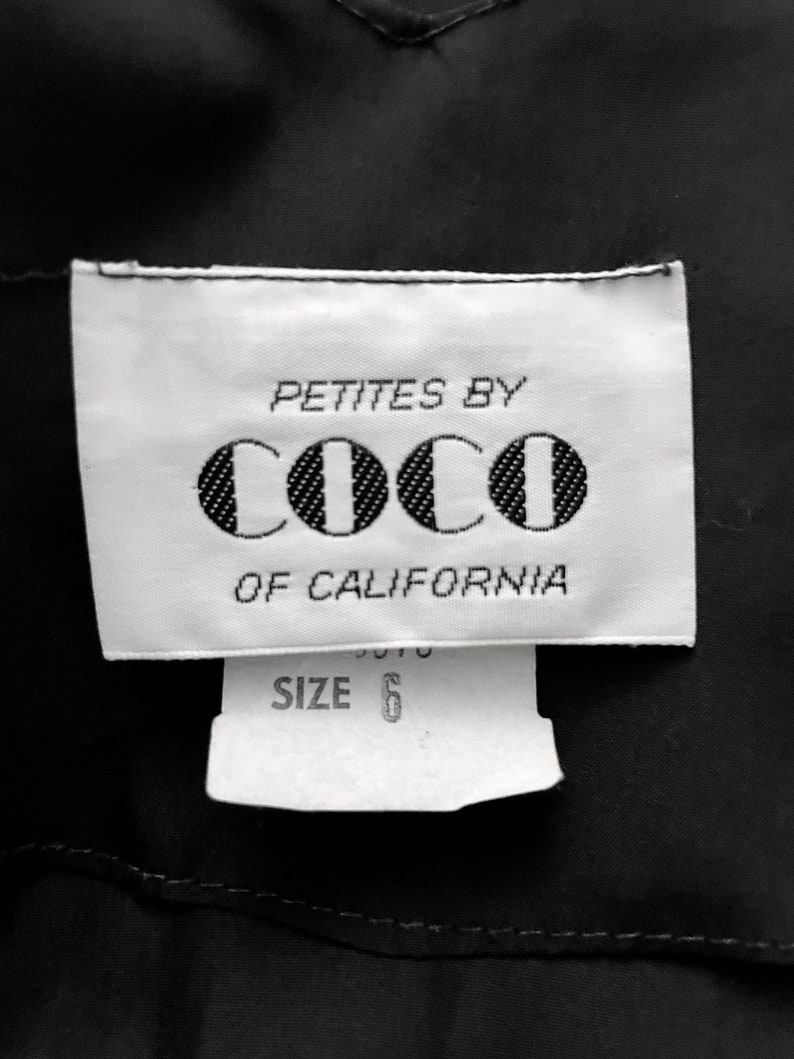 PETITES BY
COCO
OF CALIFORNIA
SIZE 6